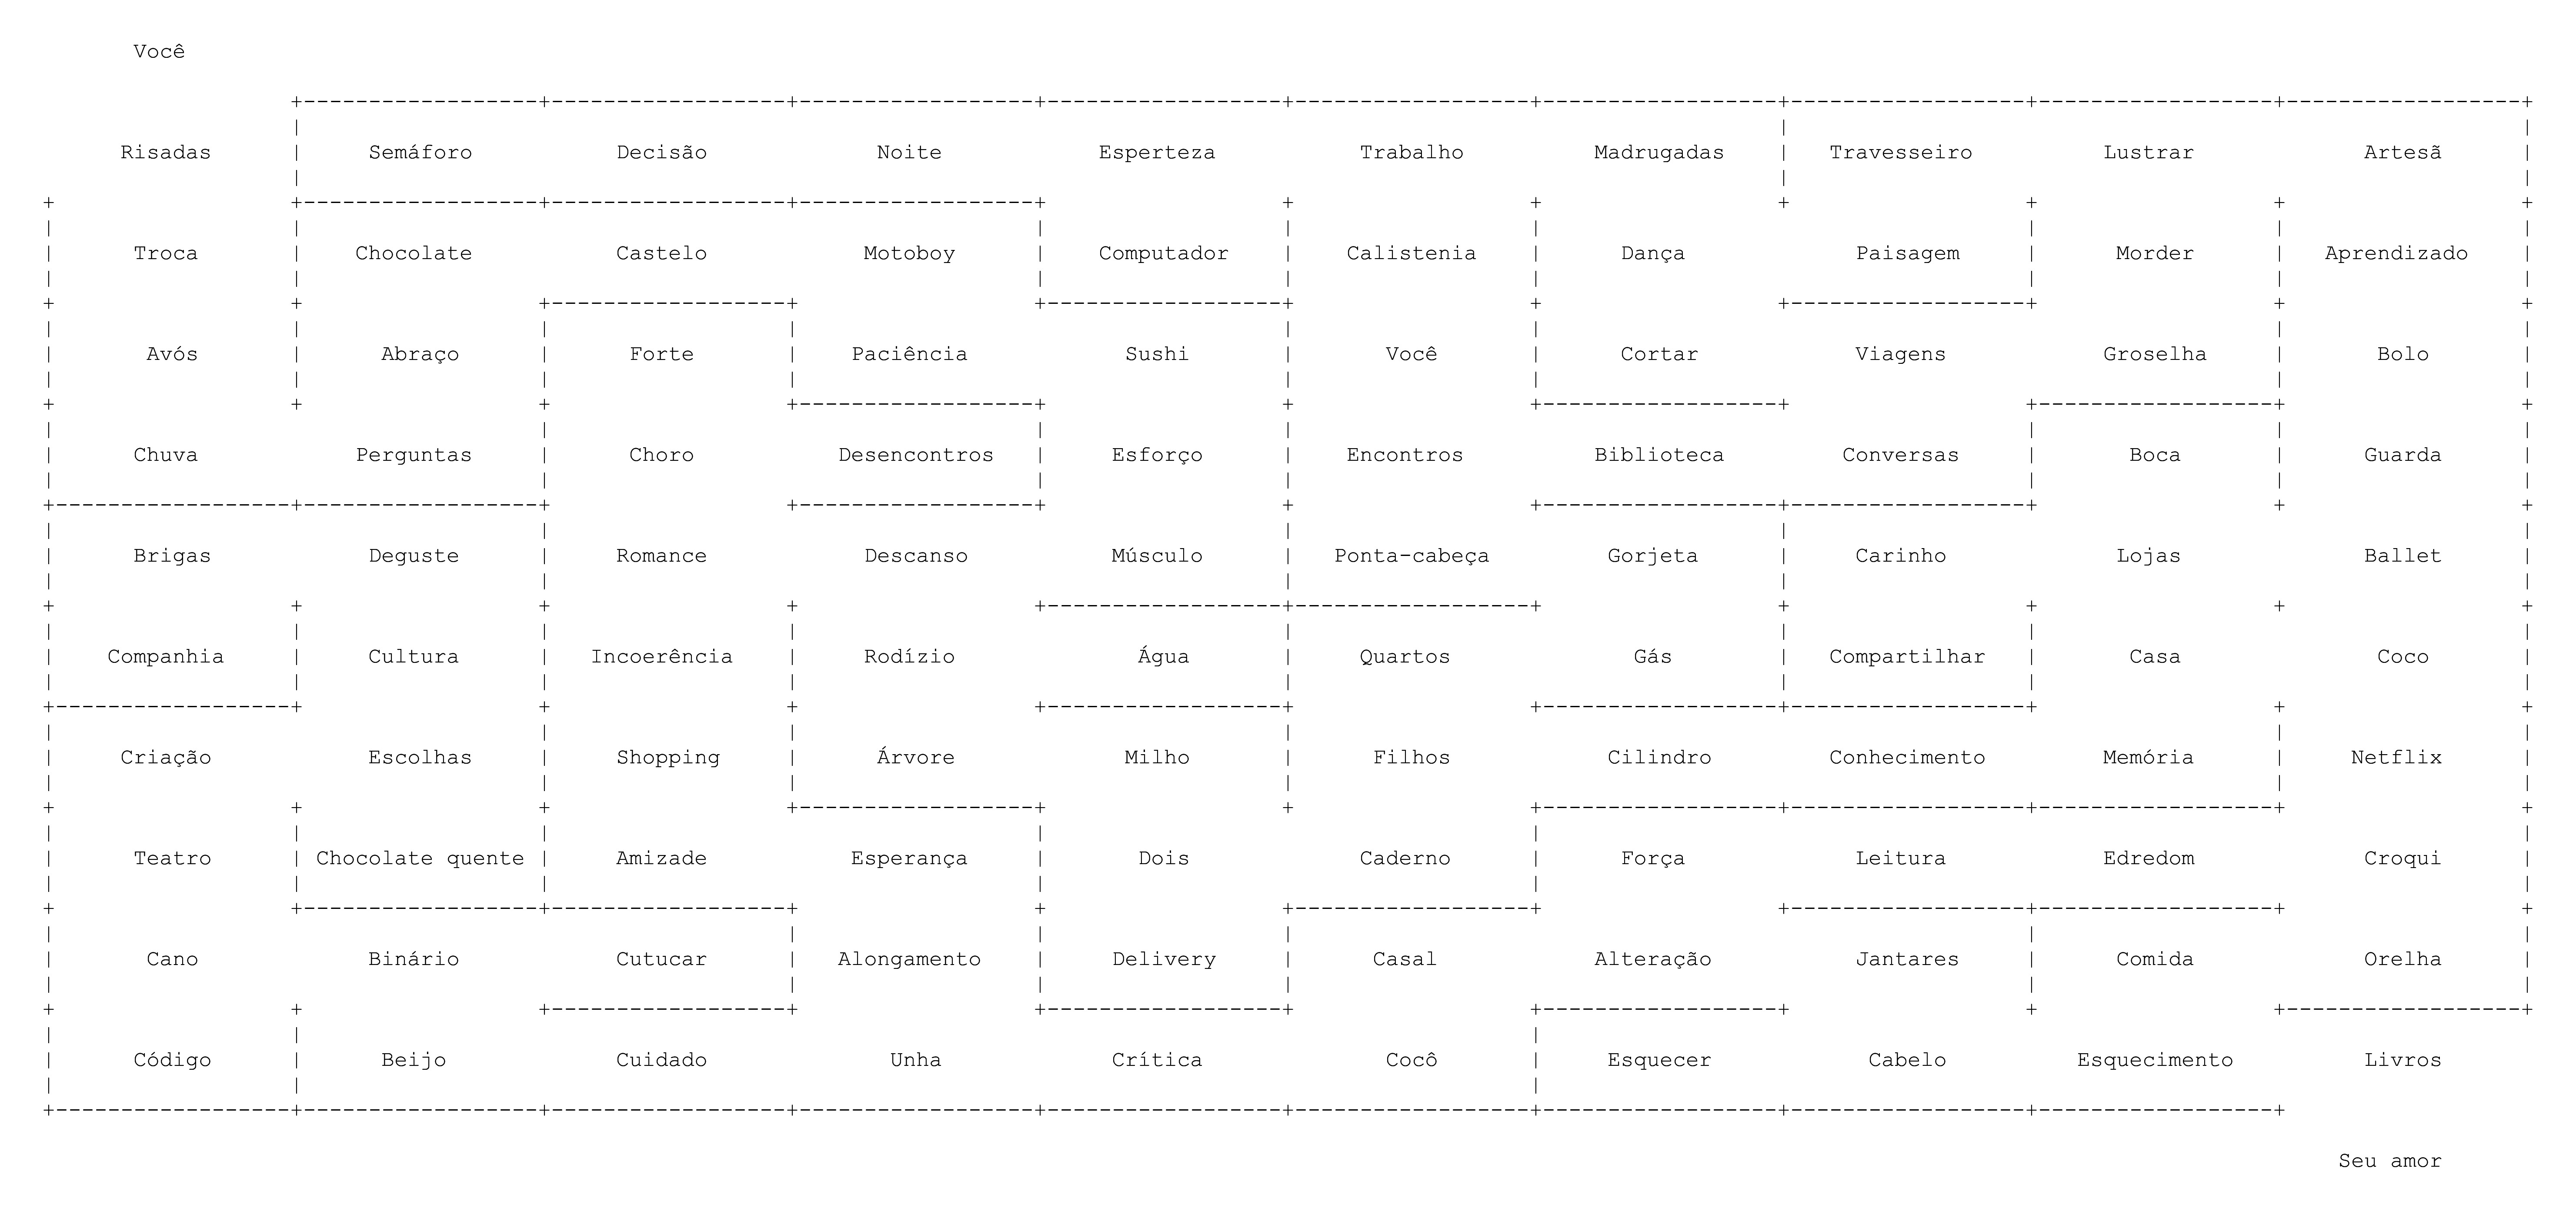 Você
Risadas Semáforo Decisão Noite Esperteza Trabalho Madrugadas Travesseiro Lustrar Artesã
Troca Chocolate Castelo Motoboy Computador Calistenia Dança Paisagem Morder Aprendizado
Avós Abraço Forte Paciência Sushi Você Cortar Viagens Groselha Bolo
Chuva Perguntas Choro Desencontros Esforço Encontros Biblioteca Conversas Boca Guarda
Brigas Deguste Romance Descanso Músculo Ponta-cabeça Gorjeta Carinho Lojas Ballet
Companhia Cultura Incoerência Rodízio Água Quartos Gás Compartilhar Casa Coco
Criação Escolhas Shopping Árvore Milho Filhos Cilindro Conhecimento Memória Netflix
Teatro Chocolate quente Amizade Esperança Dois Caderno Força Leitura Edredom Croqui
Cano Binário Cutucar Alongamento Delivery Casal Alteração Jantares Comida Orelha
Código Beijo Cuidado Unha Crítica Cocô Esquecer Cabelo Esquecimento Livros
Seu amor